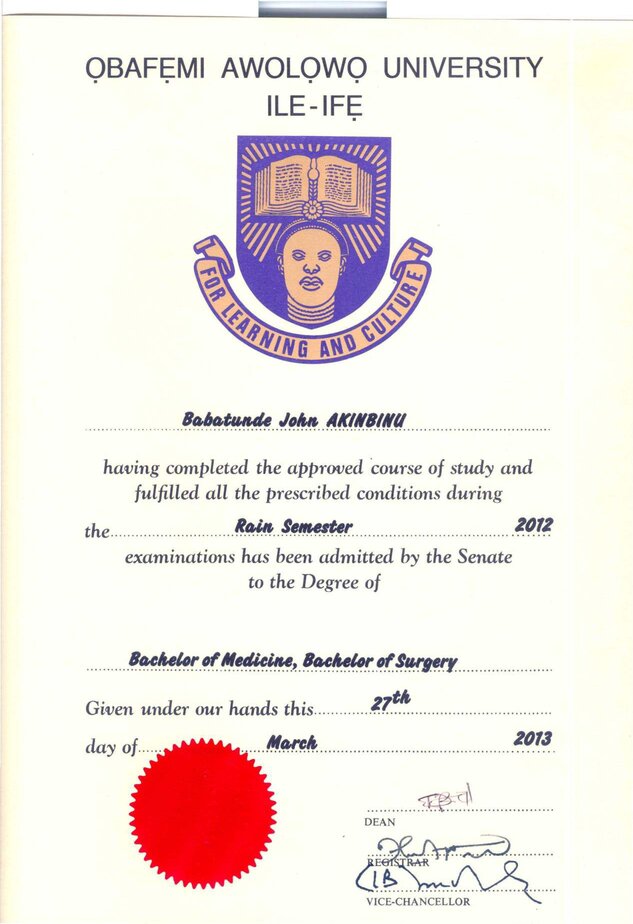 ỌBAFẸMI AWOLỌWỌ UNIVERSITY
ILE-IFẸ
FOR LEARNING AND CULTURE
Babatunde John AKINBINU
having completed the approved course of study and
fulfilled all the prescribed conditions during
the Rain Semester 2012
examinations has been admitted by the Senate
to the Degree of
Bachelor of Medicine, Bachelor of Surgery
Given under our hands this 27th
day of March 2013
DEAN
REGISTRAR
VICE-CHANCELLOR